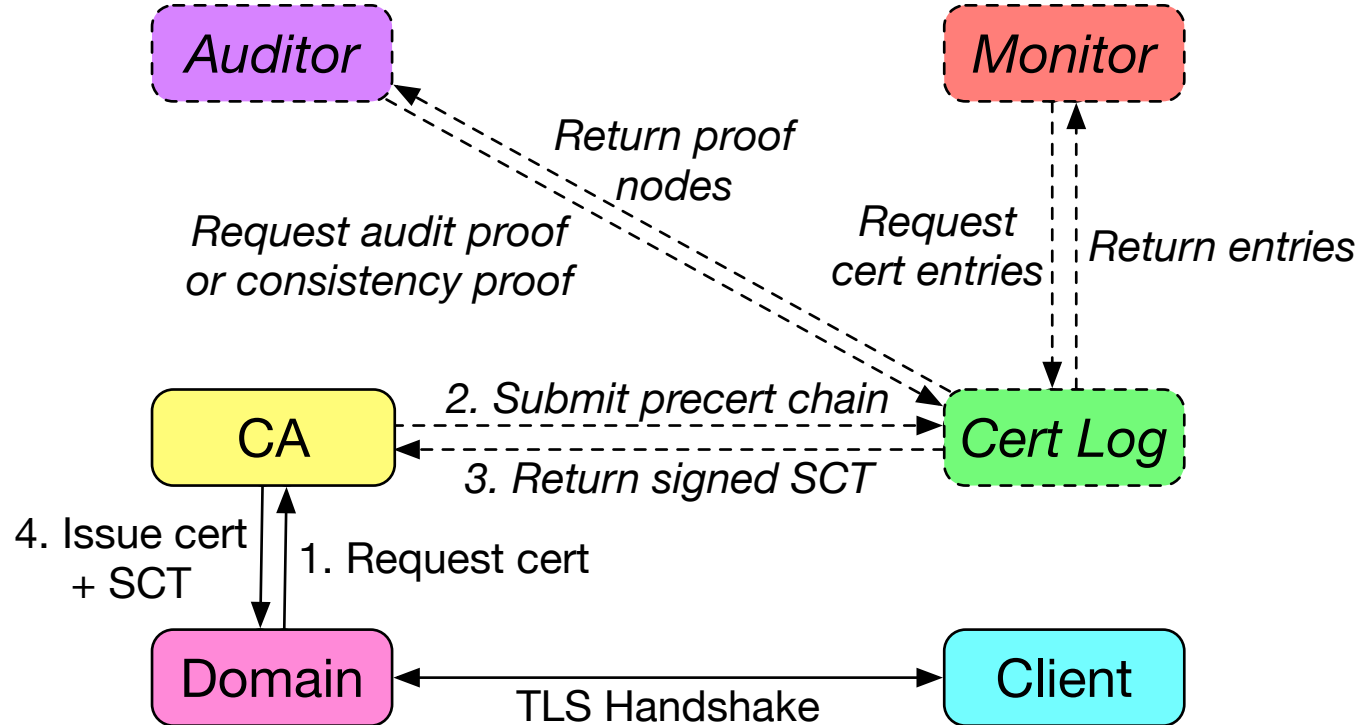 Auditor
Monitor
Return proof
nodes
Request audit proof
or consistency proof
Request
cert entries
Return entries
CA
2. Submit precert chain
3. Return signed SCT
Cert Log
4. Issue cert
+ SCT
1. Request cert
Domain
TLS Handshake
Client